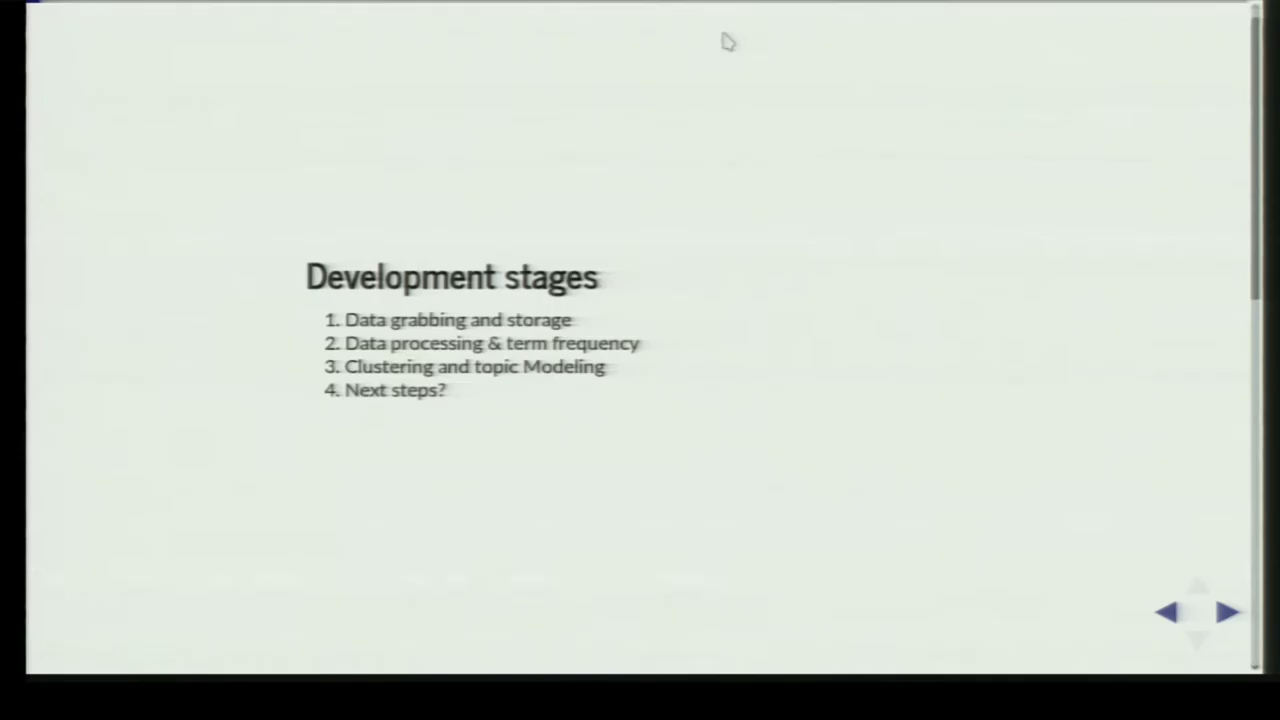 Development stages
1. Data grabbing and storage
2. Data processing & term frequency
3. Clustering and topic Modeling
4. Next steps?